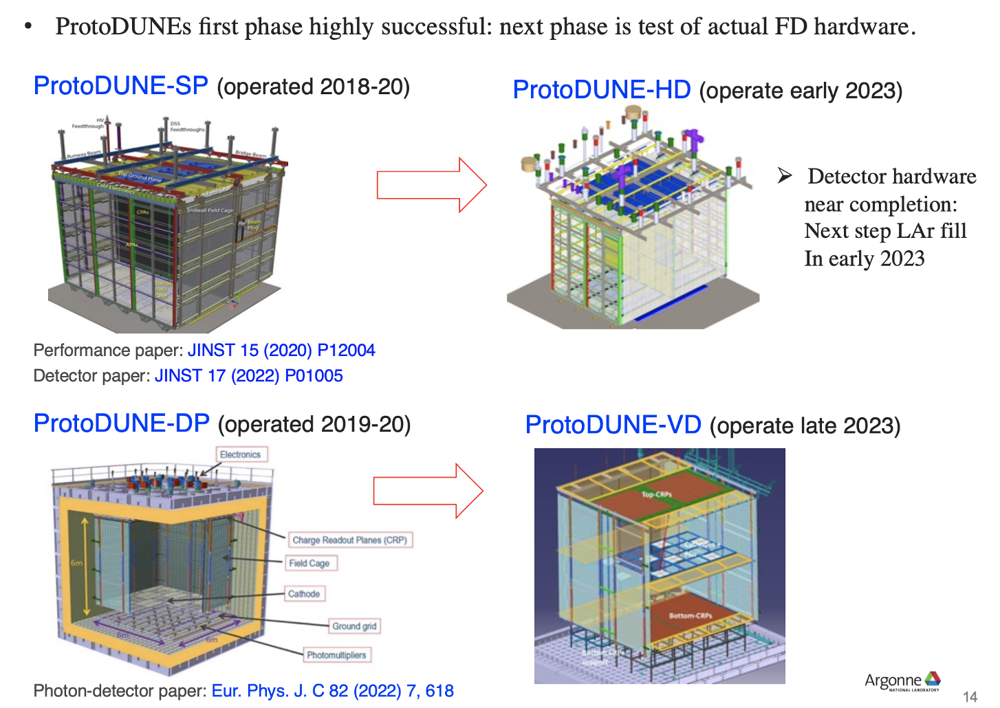 • ProtoDUNEs first phase highly successful: next phase is test of actual FD hardware.
ProtoDUNE-SP (operated 2018-20)
HV
Feedthrough
DSS
Feedthroughs
Runway Beam
Bridge Beam
Top Ground Plane
Cold Electronics
Top Field Cage
Endwall Field Cage
CPAs
Beam
Plug
APAs
Bottom
Field
Cage
Performance paper: JINST 15 (2020) P12004
Detector paper: JINST 17 (2022) P01005
ProtoDUNE-HD (operate early 2023)
➢ Detector hardware
near completion:
Next step LAr fill
In early 2023
ProtoDUNE-DP (operated 2019-20)
Electronics
Charge Readout Planes (CRP)
6m
Field Cage
Cathode
Ground grid
6m
6m
Photomultipliers
Photon-detector paper: Eur. Phys. J. C 82 (2022) 7, 618
ProtoDUNE-VD (operate late 2023)
Top-CRPs
Bottom-CRPs
Bottom-CRPs
support
Argonne
NATIONAL LABORATORY
14